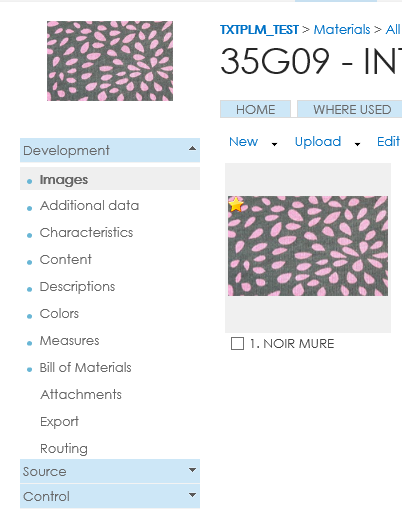 TXTPLM_TEST > Materials > All
35G09 - INT
HOME WHERE USED
New Upload Edit
Development
Images
Additional data
Characteristics
Content
Descriptions
Colors
Measures
Bill of Materials
Attachments
Export
Routing
Source
Control
1. NOIR MURE